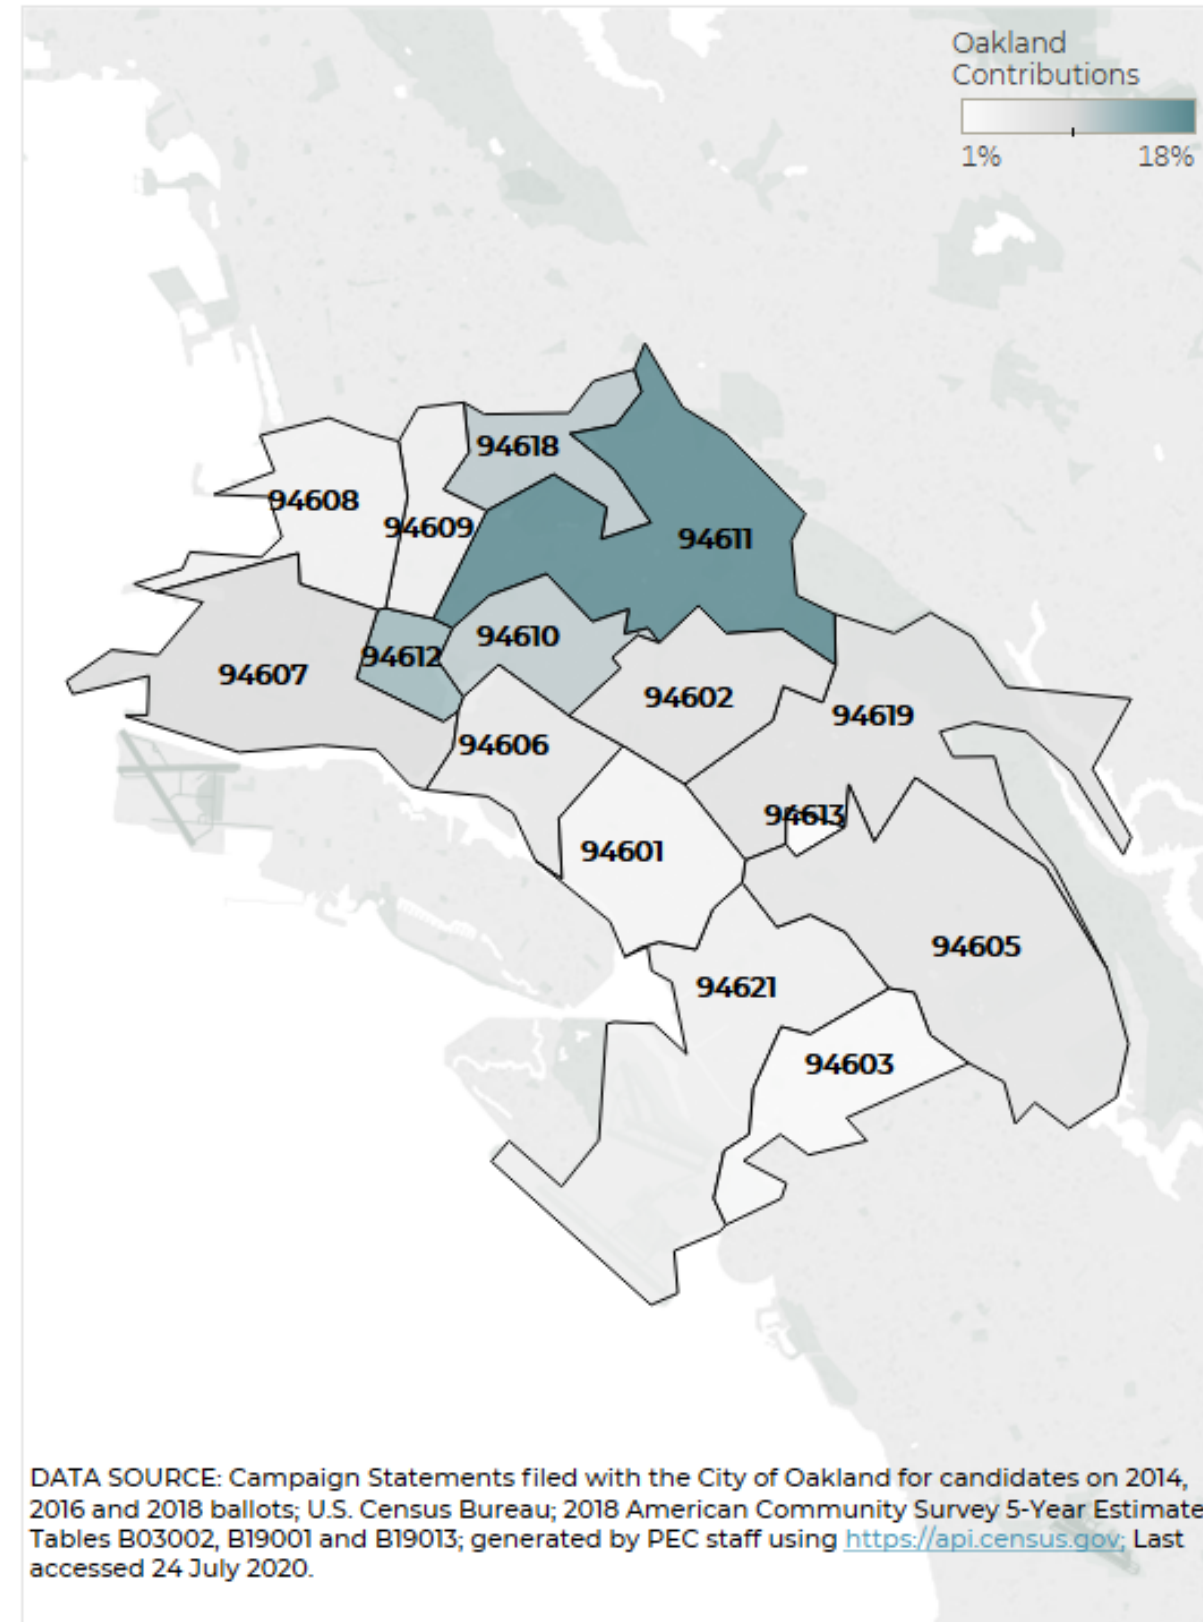 Oakland
Contributions
1% 18%
94618
94608
94609
94611
94610
94612
94607
94602
94619
94606
94613
94601
94605
94621
94603
DATA SOURCE: Campaign Statements filed with the City of Oakland for candidates on 2014,
2016 and 2018 ballots; U.S. Census Bureau; 2018 American Community Survey 5-Year Estimate
Tables B03002, B19001 and B19013; generated by PEC staff using https://api.census.gov; Last
accessed 24 July 2020.